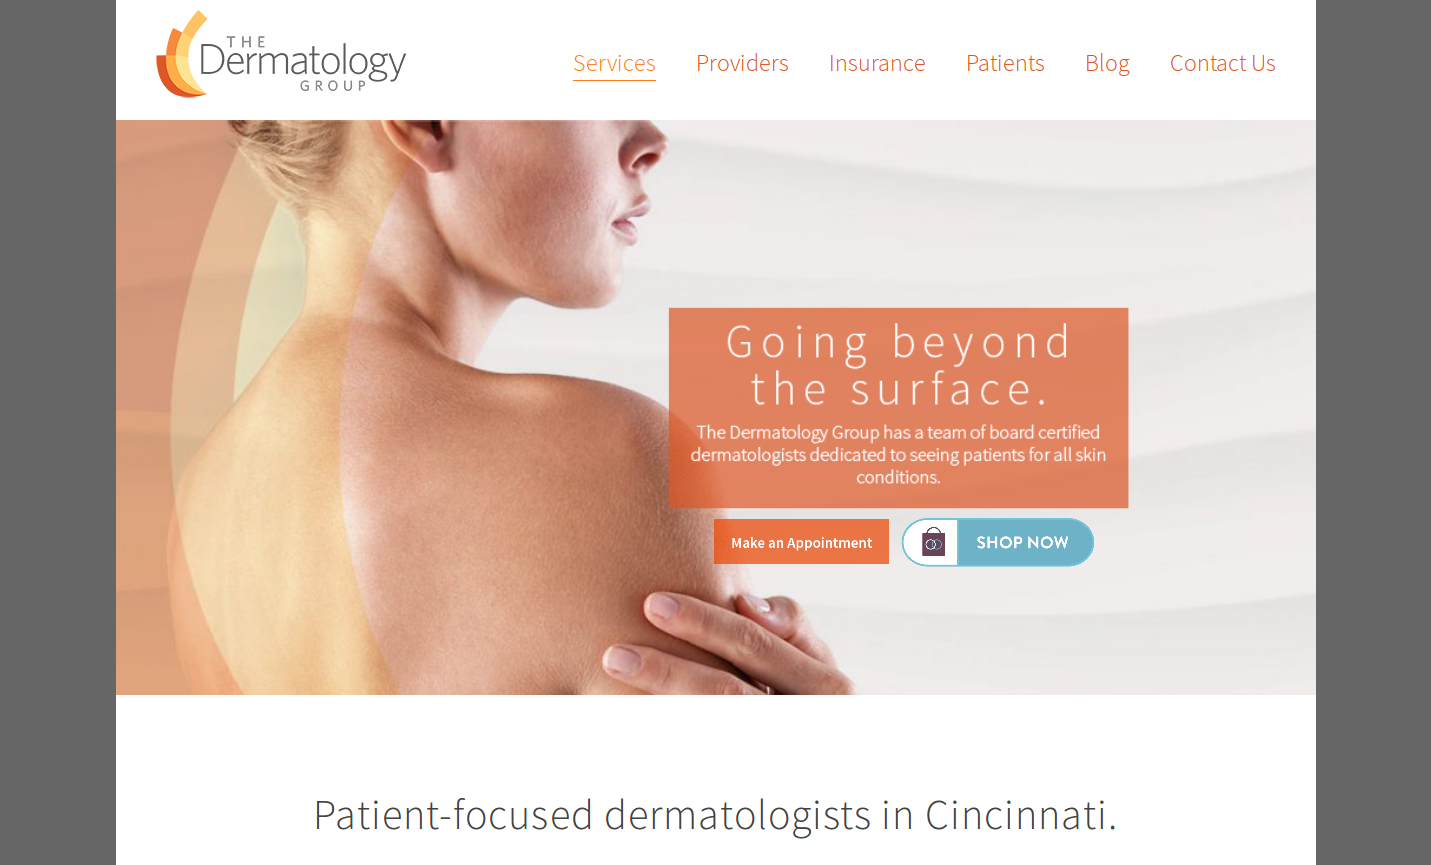 THE
Dermatology
GROUP
Services Providers Insurance Patients Blog Contact Us
Going beyond
the surface.
The Dermatology Group has a team of board certified
dermatologists dedicated to seeing patients for all skin
conditions.
Make an Appointment
SHOP NOW
Patient-focused dermatologists in Cincinnati.